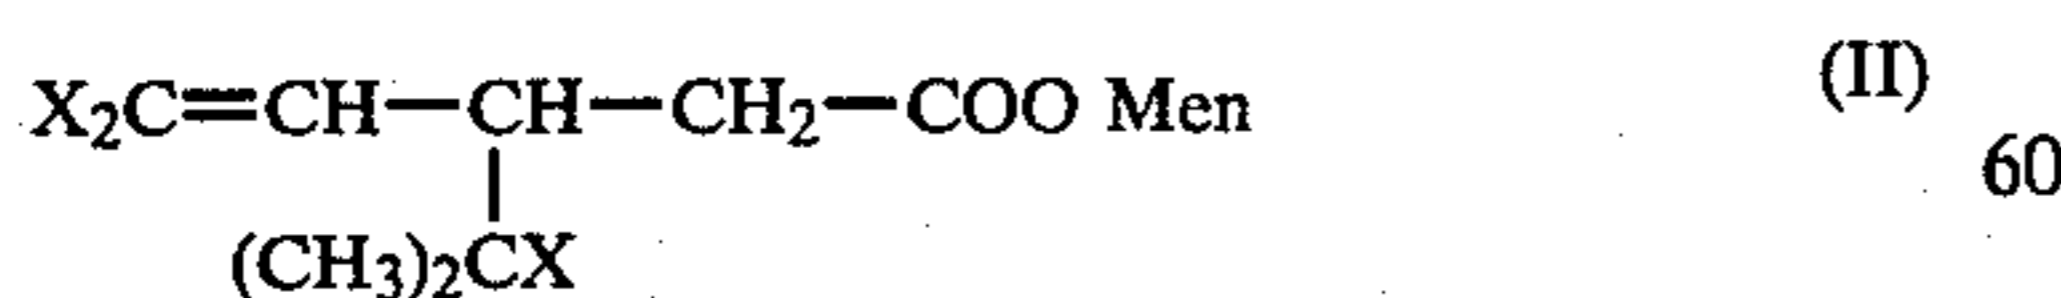 X₂C=CH—CH—CH₂—COO Men (II)
60
(CH₃)₂CX